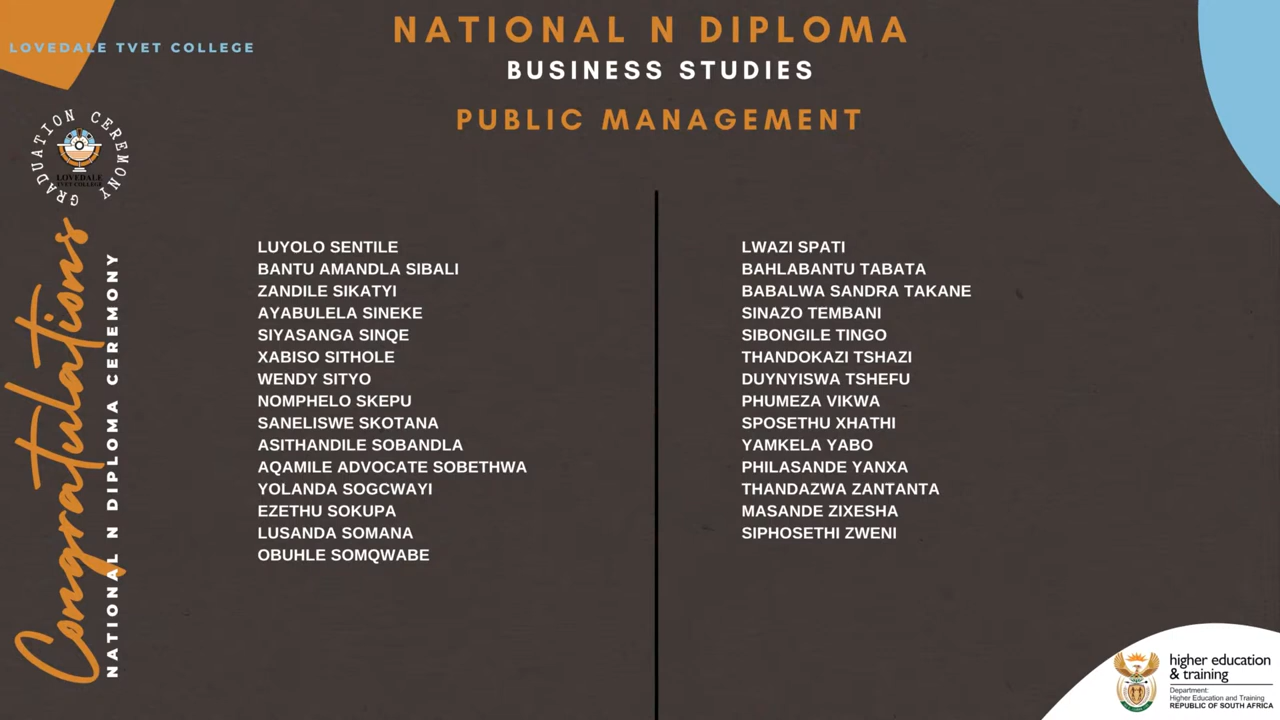 LOVEDALE TVET COLLEGE
NATIONAL N DIPLOMA
BUSINESS STUDIES
PUBLIC MANAGEMENT
GRADUATION CEREMONY
LOVEDALE
TVET COLLEGE
Congratulations
NATIONAL N DIPLOMA CEREMONY
LUYOLO SENTILE
BANTU AMANDLA SIBALI
ZANDILE SIKATYI
AYABULELA SINEKE
SIYASANGA SINQE
XABISO SITHOLE
WENDY SITYO
NOMPHELO SKEPU
SANELISWE SKOTANA
ASITHANDILE SOBANDLA
AQAMILE ADVOCATE SOBETHWA
YOLANDA SOGCWAYI
EZETHU SOKUPA
LUSANDA SOMANA
OBUHLE SOMQWABE
LWAZI SPATI
BAHLABANTU TABATA
BABALWA SANDRA TAKANE
SINAZO TEMBANI
SIBONGILE TINGO
THANDOKAZI TSHAZI
DUYNYISWA TSHEFU
PHUMEZA VIKWA
SPOSETHU XHATHI
YAMKELA YABO
PHILASANDE YANXA
THANDAZWA ZANTANTA
MASANDE ZIXESHA
SIPHOSETHI ZWENI
higher education
& training
Department:
Higher Education and Training
REPUBLIC OF SOUTH AFRICA